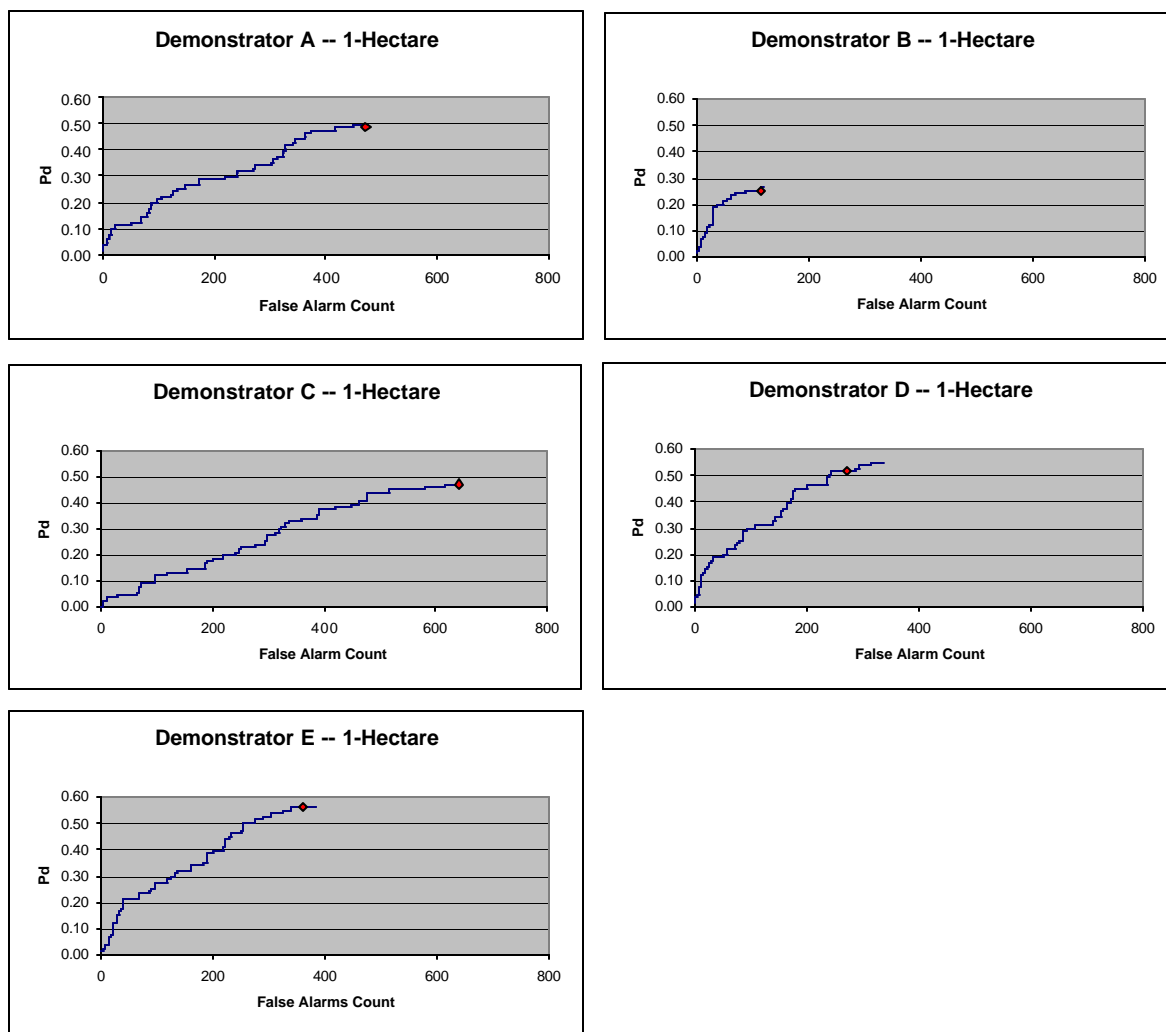 Demonstrator A -- 1-Hectare
0.60
0.50
0.40
0.30
0.20
0.10
0.00
Pd
0 200 400 600 800
False Alarm Count
Demonstrator B -- 1-Hectare
0.60
0.50
0.40
0.30
0.20
0.10
0.00
Pd
0 200 400 600 800
False Alarm Count
Demonstrator C -- 1-Hectare
0.60
0.50
0.40
0.30
0.20
0.10
0.00
Pd
0 200 400 600 800
False Alarm Count
Demonstrator D -- 1-Hectare
0.60
0.50
0.40
0.30
0.20
0.10
0.00
Pd
0 200 400 600 800
False Alarm Count
Demonstrator E -- 1-Hectare
0.60
0.50
0.40
0.30
0.20
0.10
0.00
Pd
0 200 400 600 800
False Alarms Count